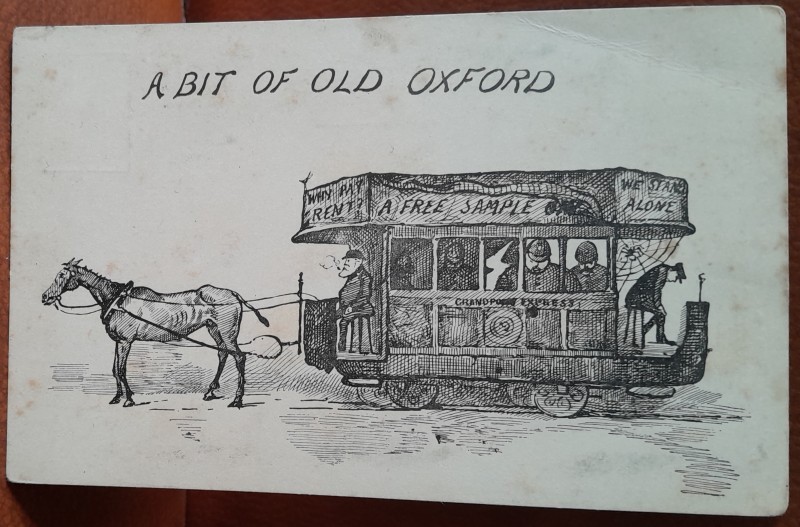 A BIT OF OLD OXFORD
WHY PAY
RENT?
A FREE SAMPLE
WE STAND
ALONE
GRANDPONT EXPRESS